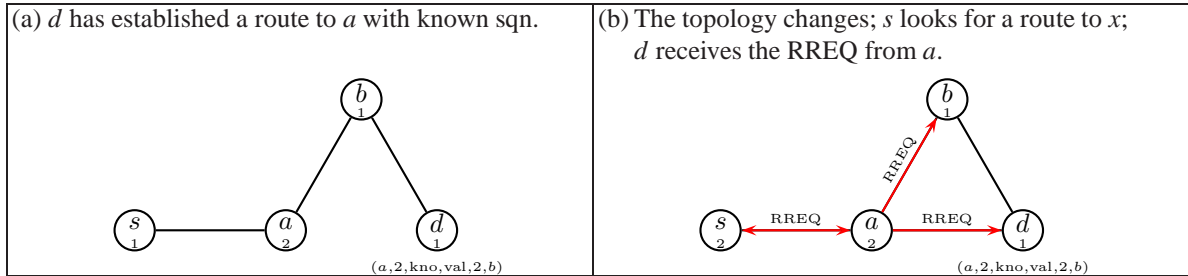 (a) d has established a route to a with known sqn.
b
1
s
1
a
2
d
1
(a,2,kno,val,2,b)
(b) The topology changes; s looks for a route to x;
d receives the RREQ from a.
b
1
RREQ
s
2
RREQ
a
2
RREQ
d
1
(a,2,kno,val,2,b)